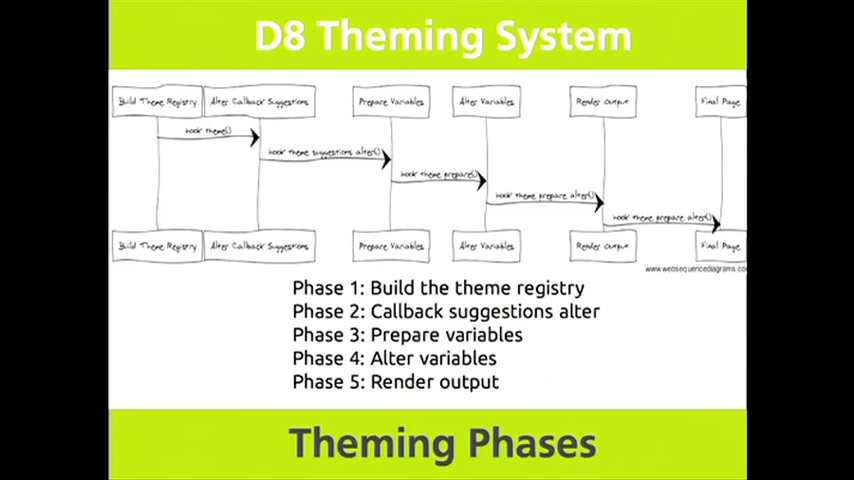 D8 Theming System
Build Theme Registry Alter Callback Suggestions Prepare Variables Alter Variables Render Output Final Page
hook theme()
hook theme suggestions alter()
hook theme prepare()
hook theme prepare alter()
hook theme prepare alter()
Build Theme Registry Alter Callback Suggestions Prepare Variables Alter Variables Render Output Final Page
www.websequencediagrams.com
Phase 1: Build the theme registry
Phase 2: Callback suggestions alter
Phase 3: Prepare variables
Phase 4: Alter variables
Phase 5: Render output
Theming Phases